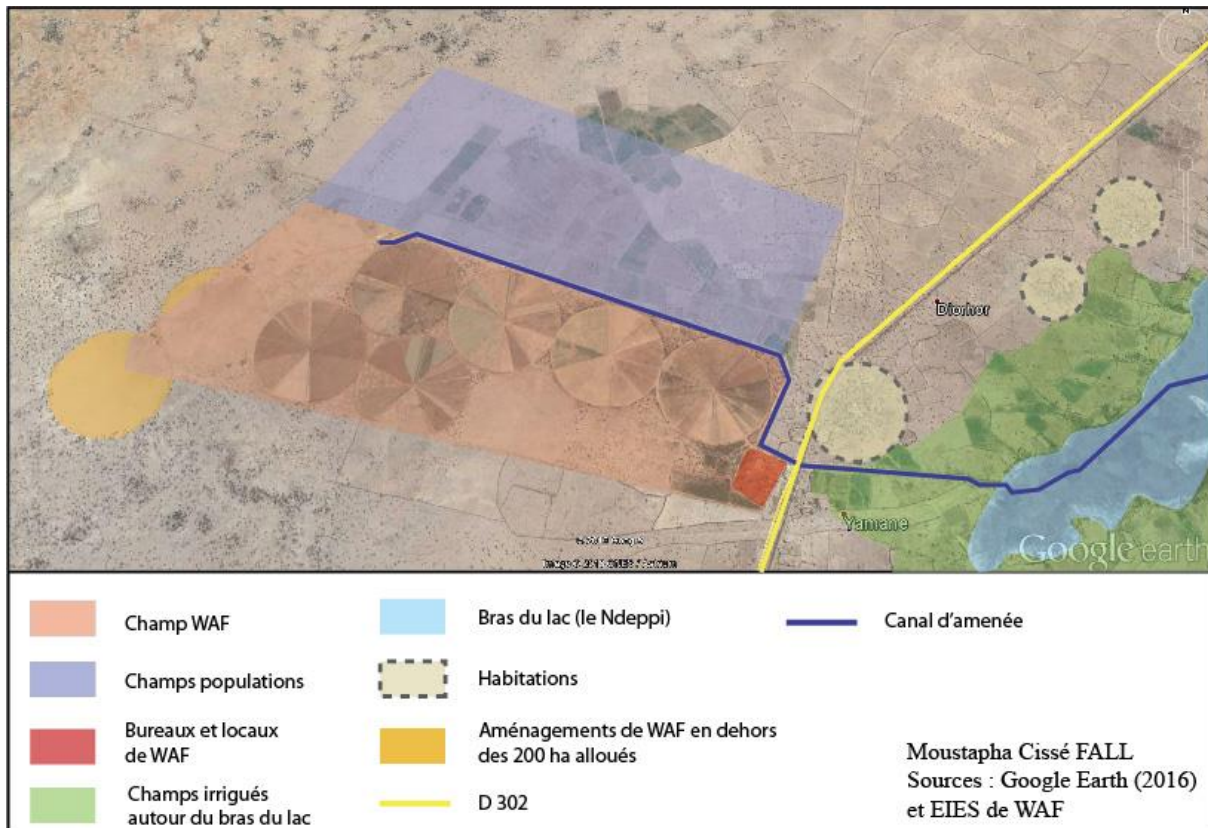 N
Diorhor
Yamane
Google earth
Champ WAF
Champs populations
Bureaux et locaux
de WAF
Champs irrigués
autour du bras du lac
Bras du lac (le Ndeppi)
Habitations
Aménagements de WAF en dehors
des 200 ha alloués
D 302
Canal d'amenée
Moustapha Cissé FALL
Sources : Google Earth (2016)
et EIES de WAF